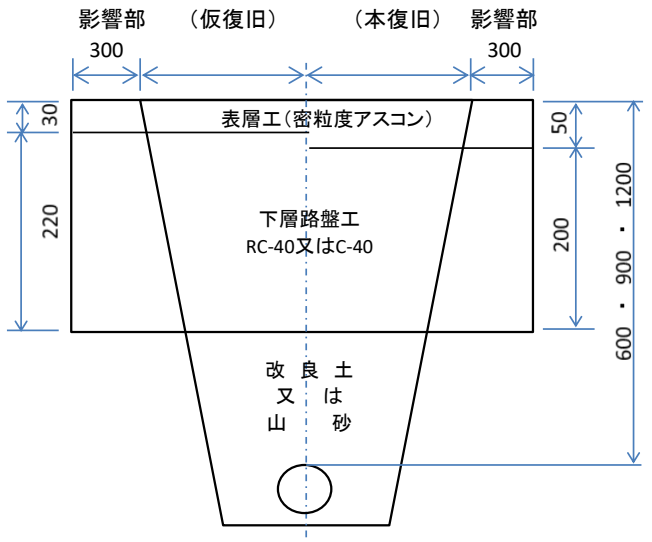 影響部 （仮復旧） （本復旧） 影響部
300 300
30 表層工（密粒度アスコン） 50
220 下層路盤工 200
RC-40又はC-40
600 ・ 900 ・ 1200
改 良 土
又 は
山 砂